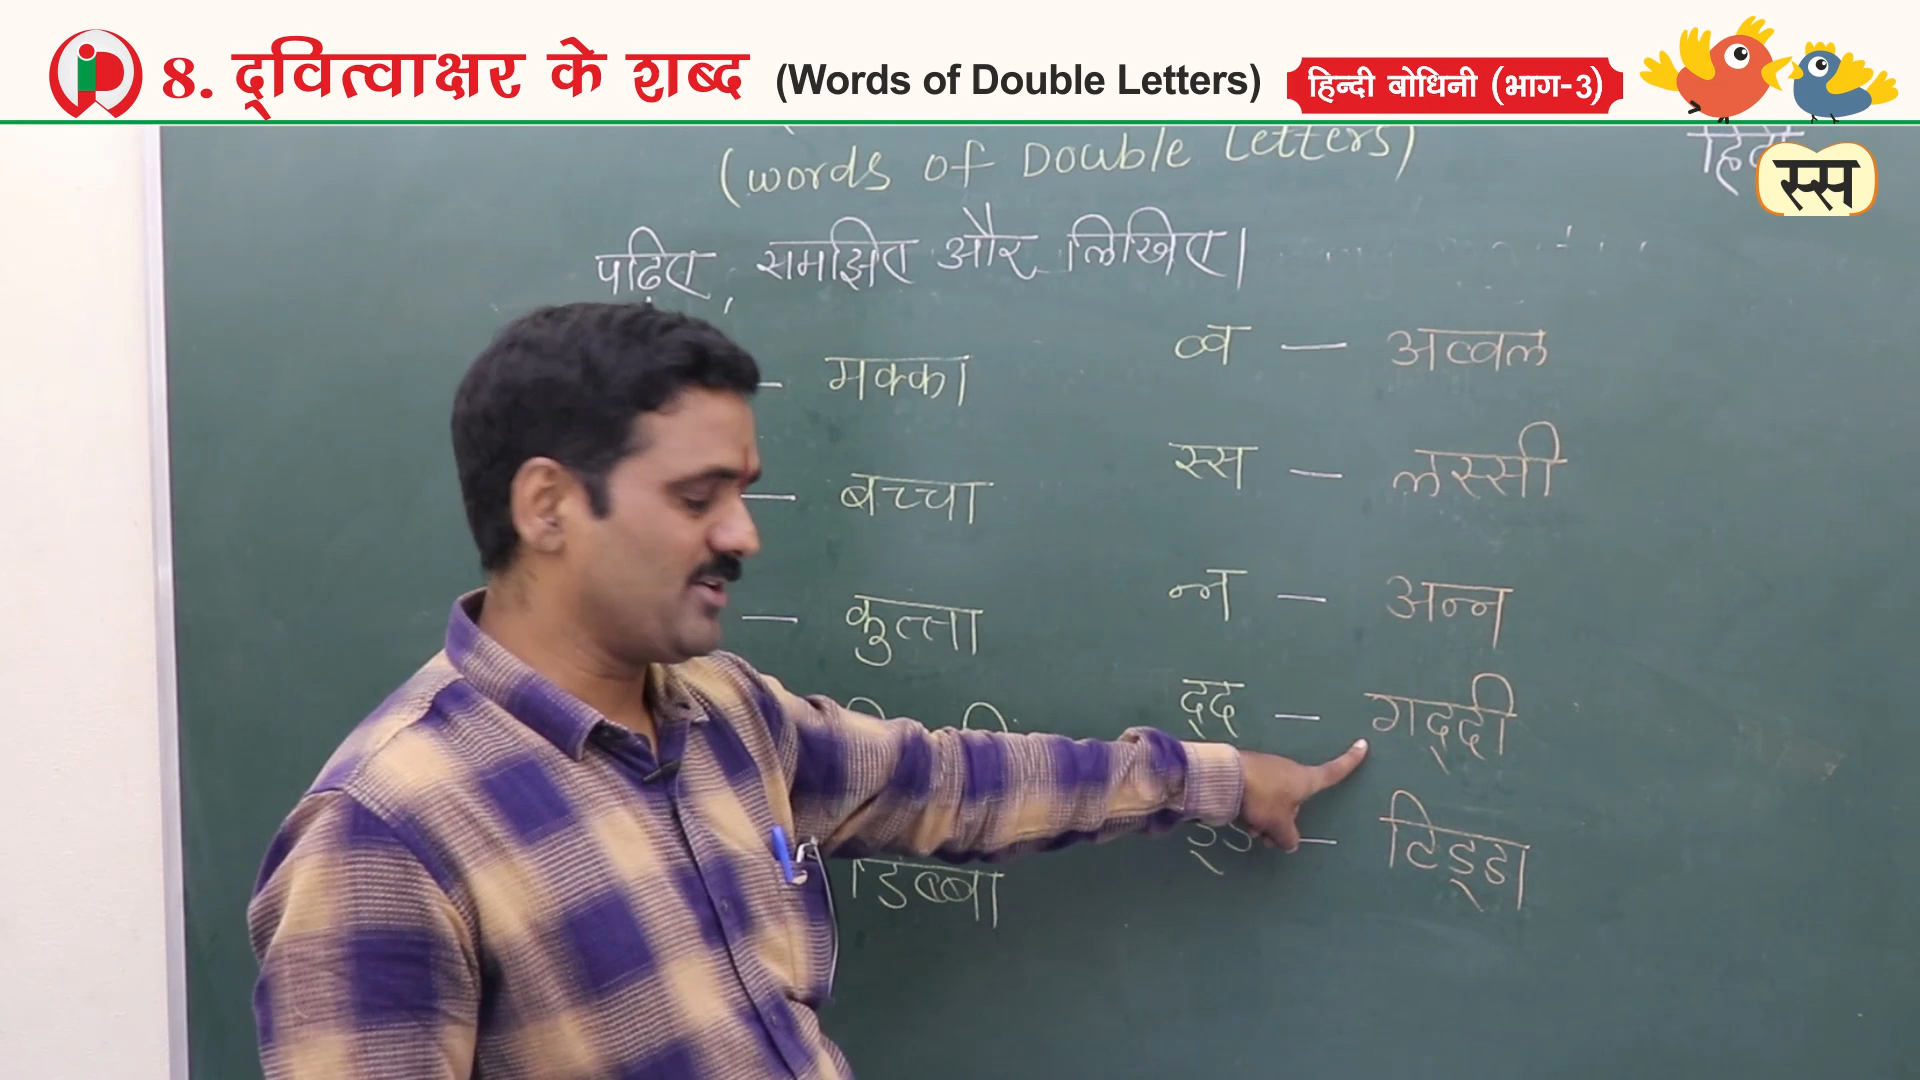 8. द्वित्वाक्षर के शब्द (Words of Double Letters) हिन्दी बोधिनी (भाग-3)
स्स
(words of Double Letters)
पढ़िए, समझिए और लिखिए।
— मक्का
— बच्चा
— कुत्ता
डिब्बा
व्व — अव्वल
स्स — लस्सी
न्न — अन्न
द्द — गद्दी
ड्ड — टिड्डा